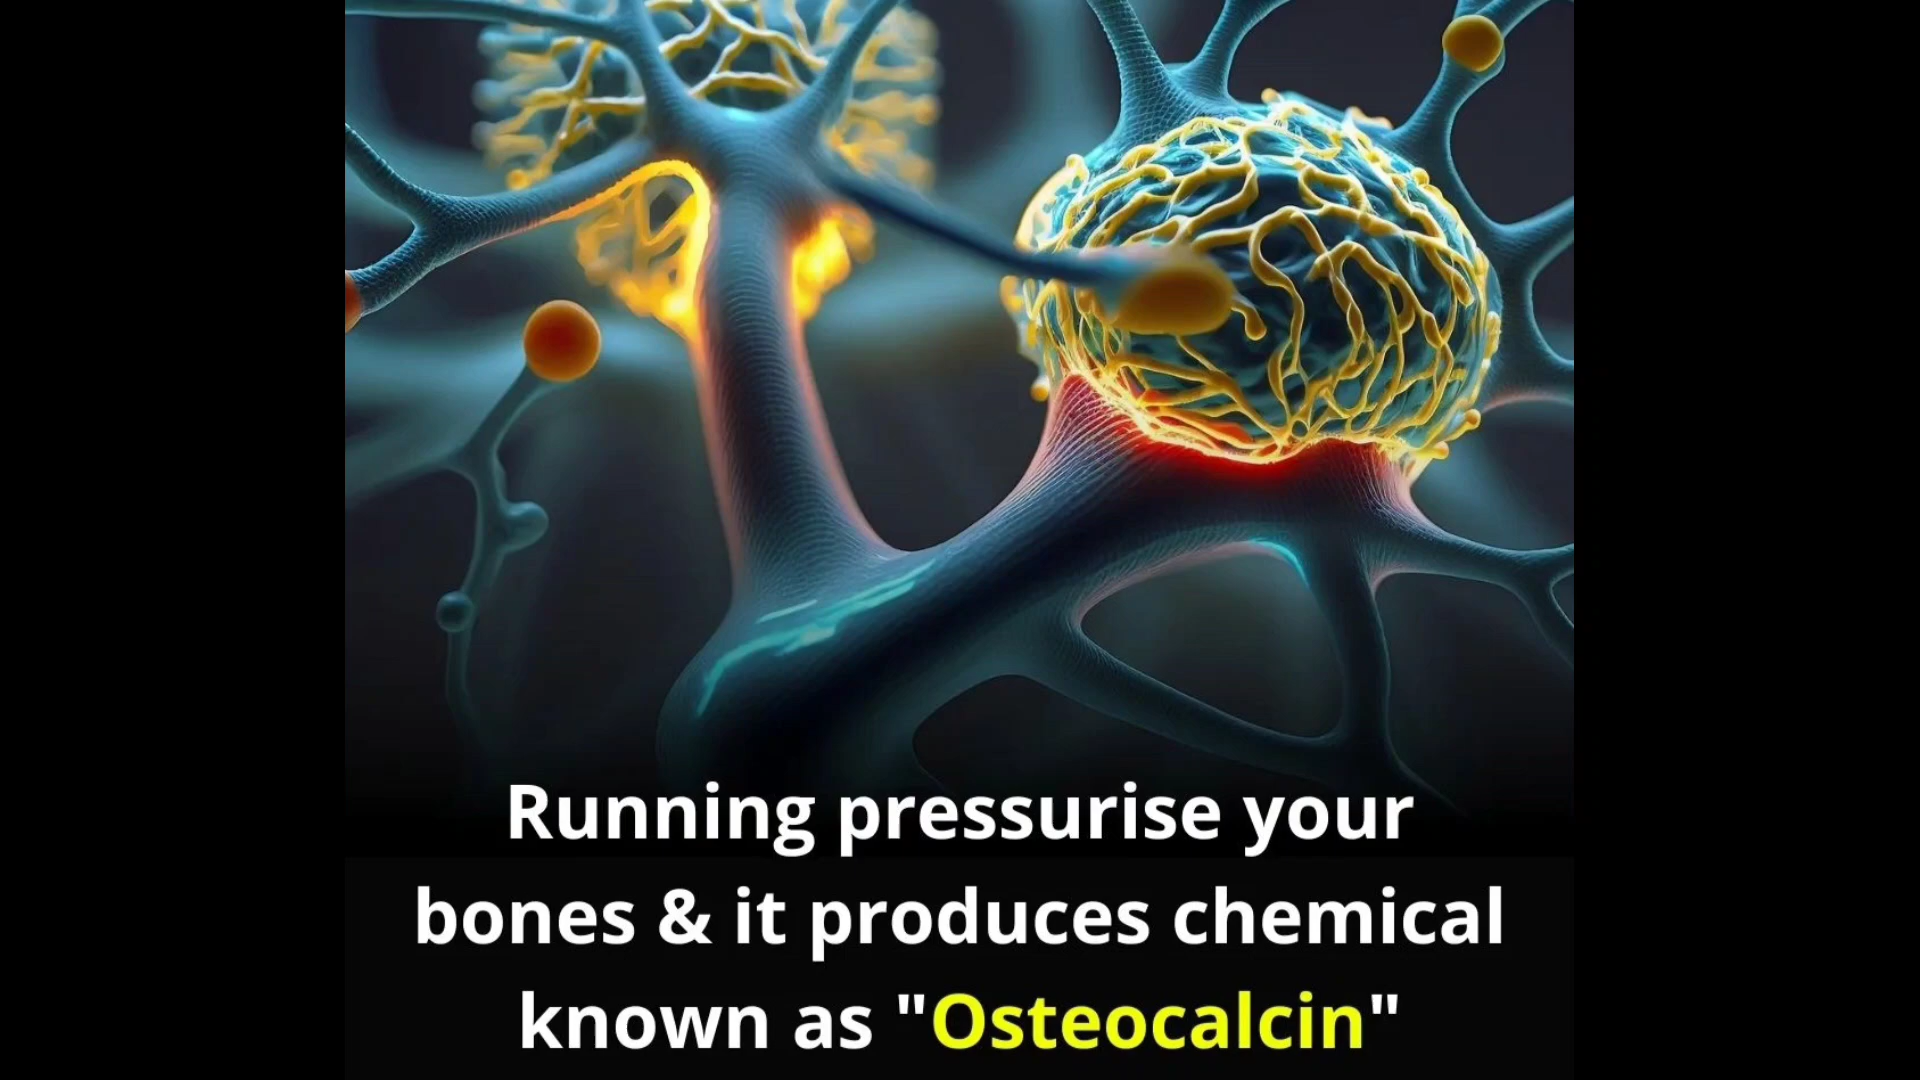 Running pressurise your
bones & it produces chemical
known as "Osteocalcin"